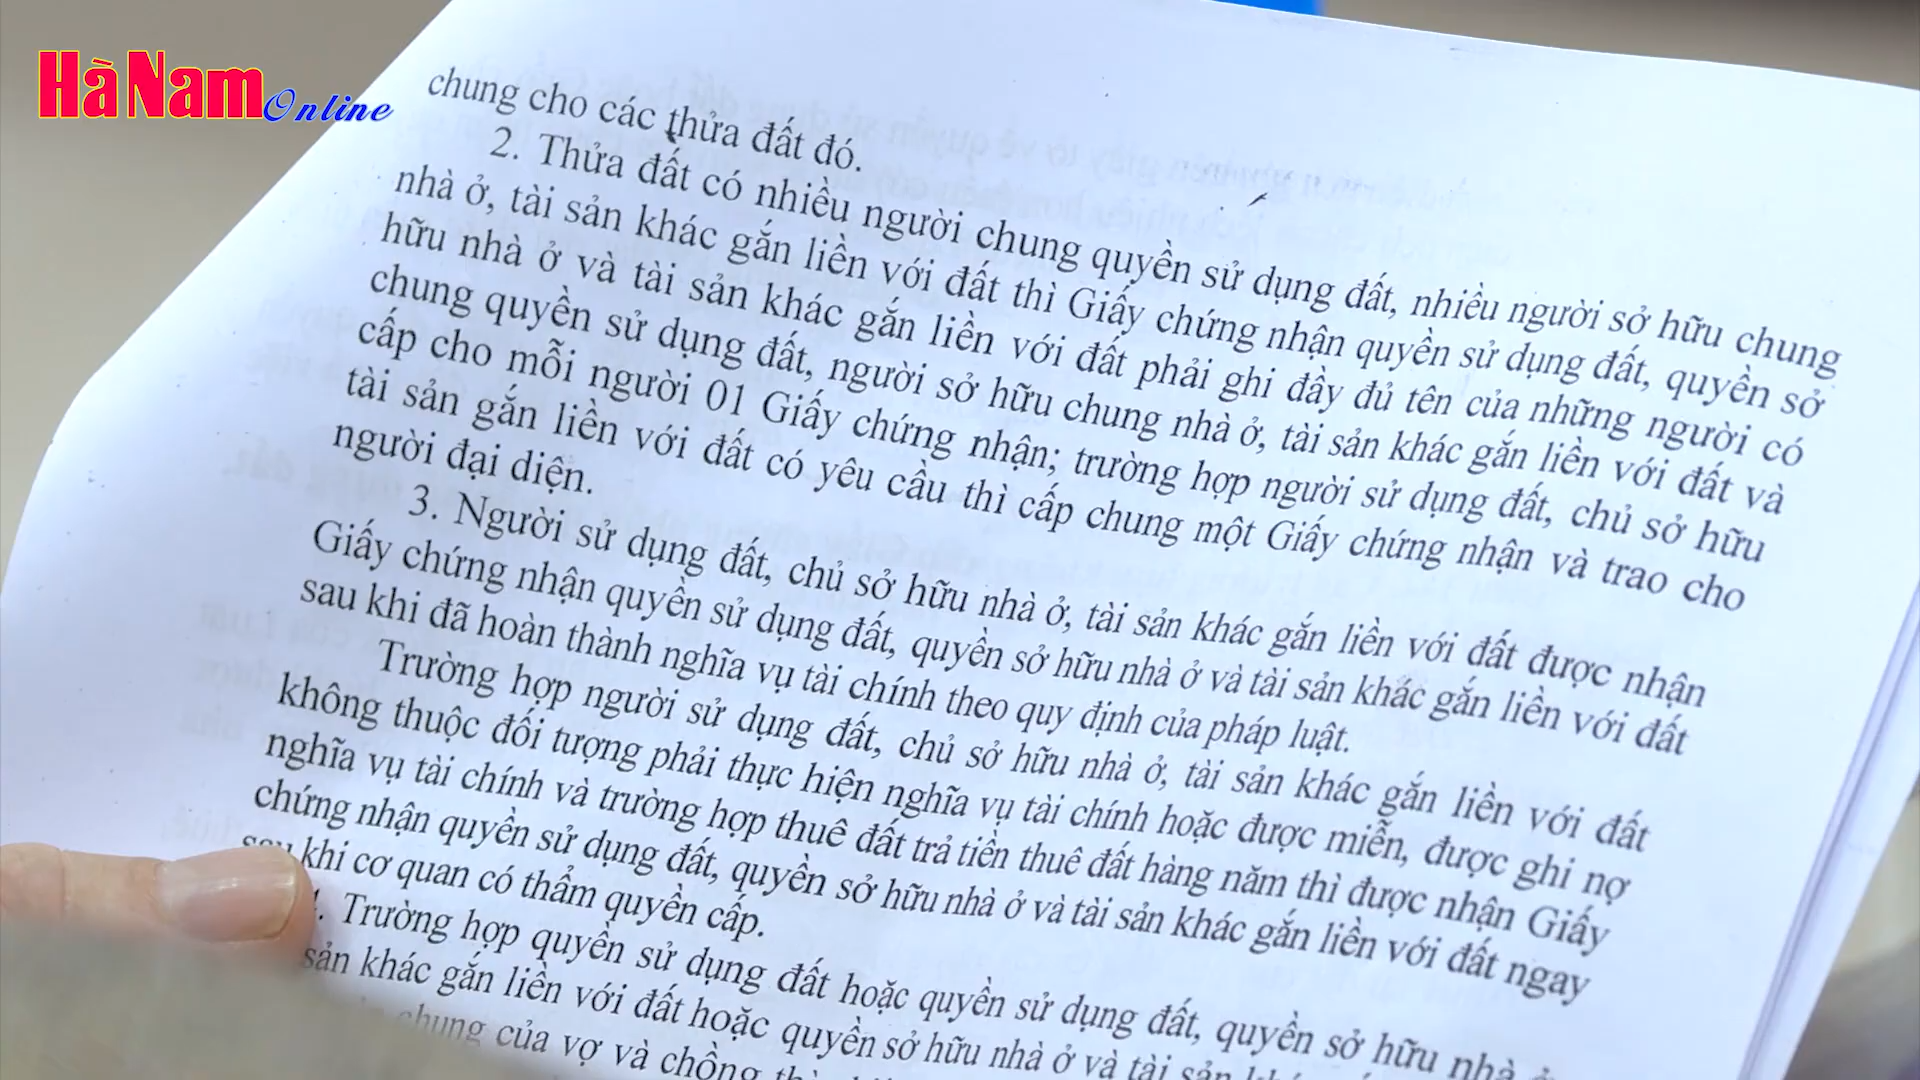 Hà Nam Online
chung cho các thửa đất đó.
2. Thửa đất có nhiều người chung quyền sử dụng đất, nhiều người sở hữu chung
nhà ở, tài sản khác gắn liền với đất thì Giấy chứng nhận quyền sử dụng đất, quyền sở
hữu nhà ở và tài sản khác gắn liền với đất phải ghi đầy đủ tên của những người có
chung quyền sử dụng đất, người sở hữu chung nhà ở, tài sản khác gắn liền với đất và
cấp cho mỗi người 01 Giấy chứng nhận; trường hợp người sử dụng đất, chủ sở hữu
tài sản gắn liền với đất có yêu cầu thì cấp chung một Giấy chứng nhận và trao cho
người đại diện.
3. Người sử dụng đất, chủ sở hữu nhà ở, tài sản khác gắn liền với đất được nhận
Giấy chứng nhận quyền sử dụng đất, quyền sở hữu nhà ở và tài sản khác gắn liền với đất
sau khi đã hoàn thành nghĩa vụ tài chính theo quy định của pháp luật.
Trường hợp người sử dụng đất, chủ sở hữu nhà ở, tài sản khác gắn liền với đất
không thuộc đối tượng phải thực hiện nghĩa vụ tài chính hoặc được miễn, được ghi nợ
nghĩa vụ tài chính và trường hợp thuê đất trả tiền thuê đất hàng năm thì được nhận Giấy
chứng nhận quyền sử dụng đất, quyền sở hữu nhà ở và tài sản khác gắn liền với đất ngay
sau khi cơ quan có thẩm quyền cấp.
4. Trường hợp quyền sử dụng đất hoặc quyền sử dụng đất, quyền sở hữu nhà ở
sản khác gắn liền với đất hoặc quyền sở hữu nhà ở và tài sản
chung của vợ và chồng